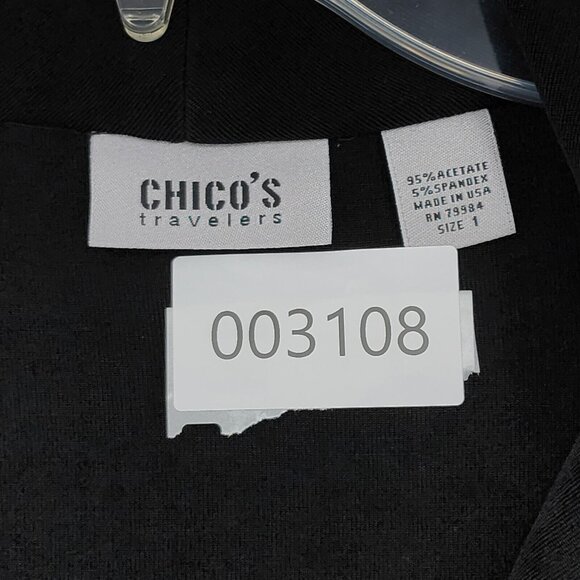 CHICO'S
travelers
95% ACETATE
5% SPANDEX
MADE IN USA
RN 79984
SIZE 1
003108